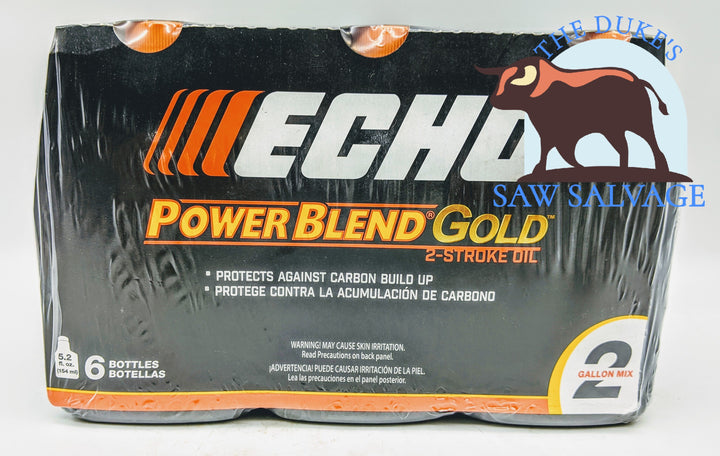 THE DUKE'S
SAW SALVAGE
ECHO
POWER BLEND® GOLD™
2-STROKE OIL
• PROTECTS AGAINST CARBON BUILD UP
• PROTEGE CONTRA LA ACUMULACIÓN DE CARBONO
WARNING! MAY CAUSE SKIN IRRITATION.
Read Precautions on back panel.
¡ADVERTENCIA! PUEDE CAUSAR IRRITACIÓN DE LA PIEL.
Lea las precauciones en el panel posterior.
5.2
fl. oz.
(154 ml)
6 BOTTLES
BOTELLAS
2
GALLON MIX